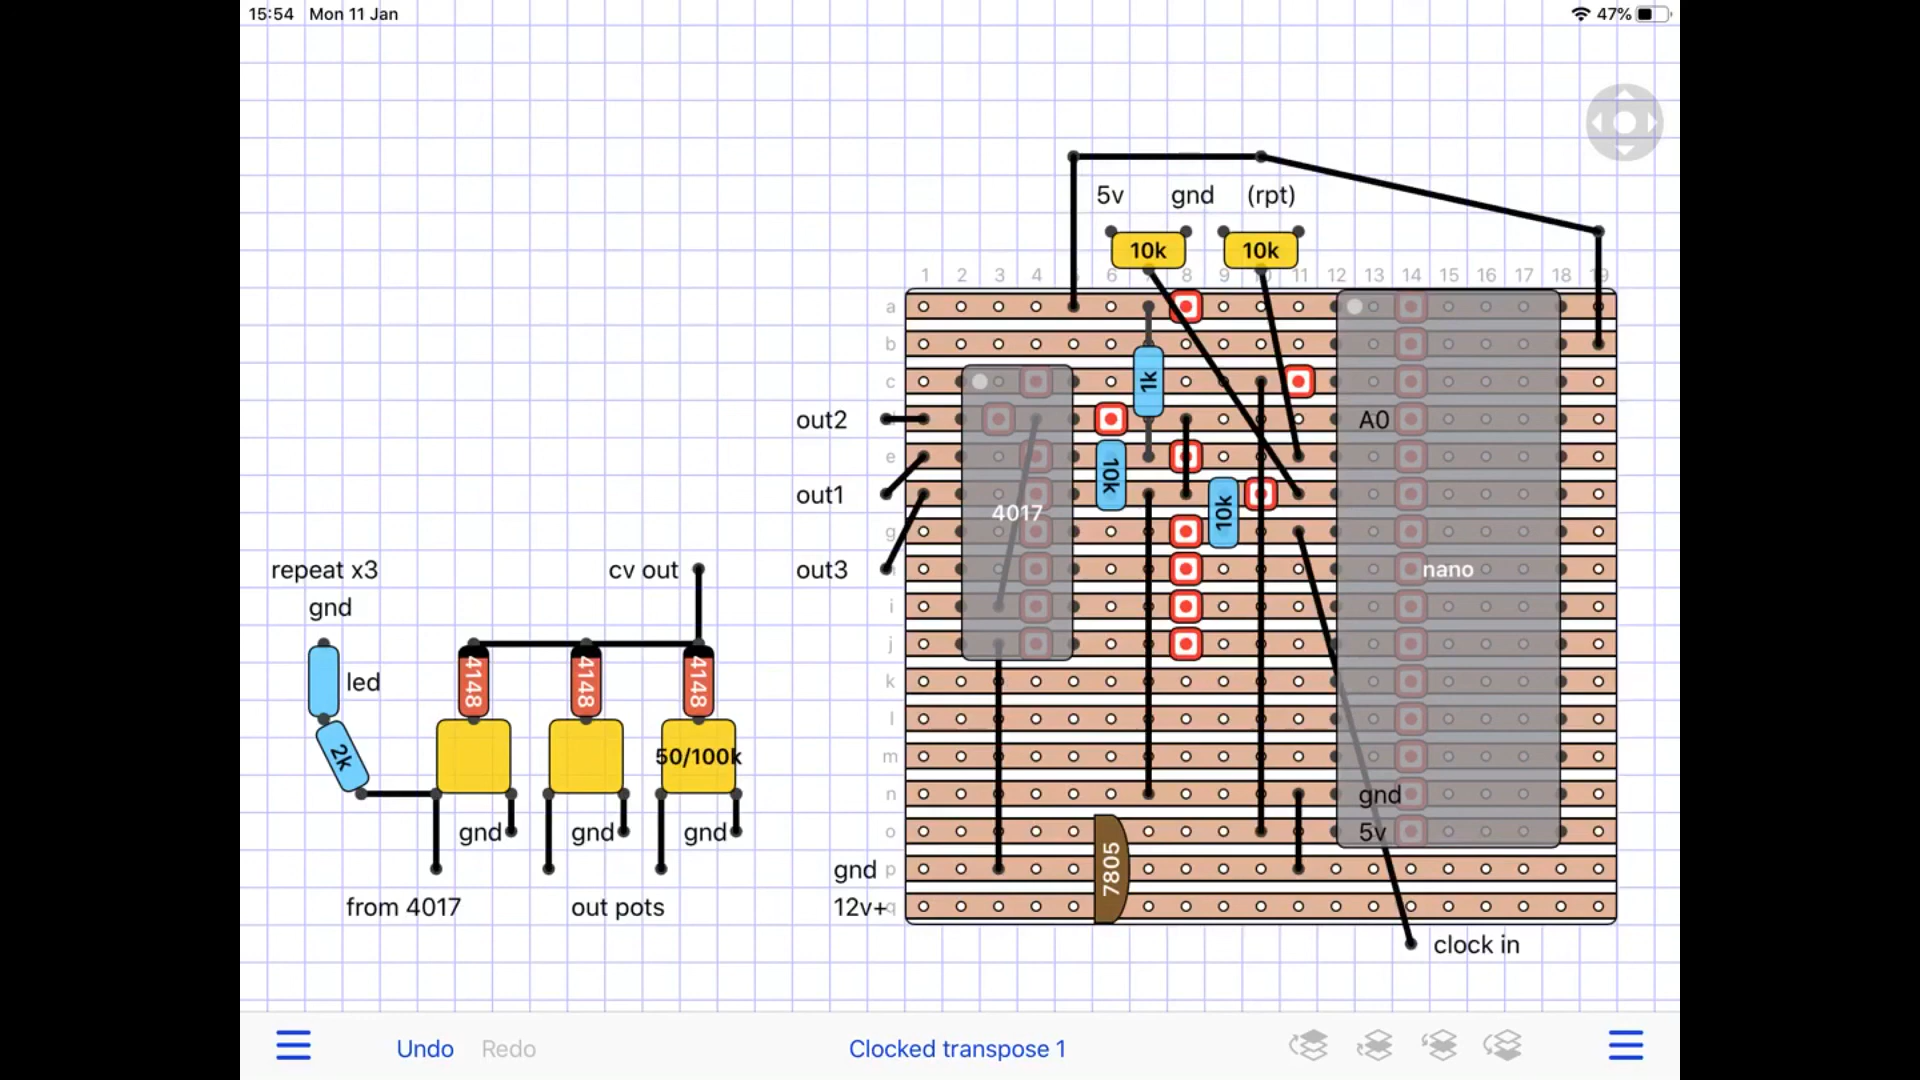 15:54 Mon 11 Jan
47%
5v gnd (rpt)
10k 10k
1 2 3 4 6 8 9 11 12 13 14 15 16 17 18 19
a
b
c
1k
out2
A0
e
10k
out1
10k
4017
g
repeat x3
cv out
out3
nano
gnd
i
j
4148 4148 4148
led
k
l
2k
50/100k
m
n
gnd
gnd gnd gnd
o
5v
7805
gnd p
from 4017
out pots
12v+ q
clock in
Undo Redo
Clocked transpose 1